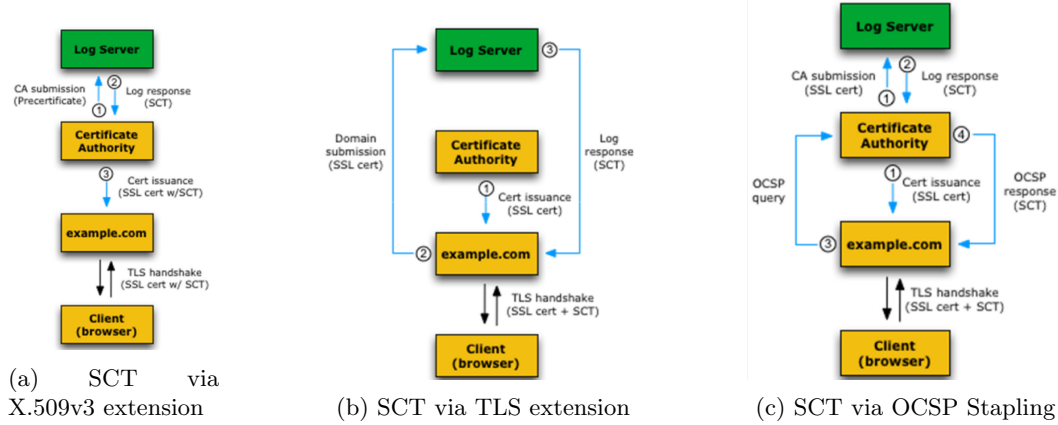 Log Server
CA submission
(Precertificate)
1
2
Log response
(SCT)
Certificate
Authority
3
Cert issuance
(SSL cert w/SCT)
example.com
TLS handshake
(SSL cert w/ SCT)
Client
(browser)
(a) SCT via
X.509v3 extension
Log Server
3
Domain
submission
(SSL cert)
Certificate
Authority
Log
response
(SCT)
1
Cert issuance
(SSL cert)
2
example.com
TLS handshake
(SSL cert + SCT)
Client
(browser)
(b) SCT via TLS extension
Log Server
CA submission
(SSL cert)
1
2
Log response
(SCT)
Certificate
Authority
4
1
Cert issuance
(SSL cert)
OCSP
query
OCSP
response
(SCT)
3
example.com
TLS handshake
(SSL cert + SCT)
Client
(browser)
(c) SCT via OCSP Stapling